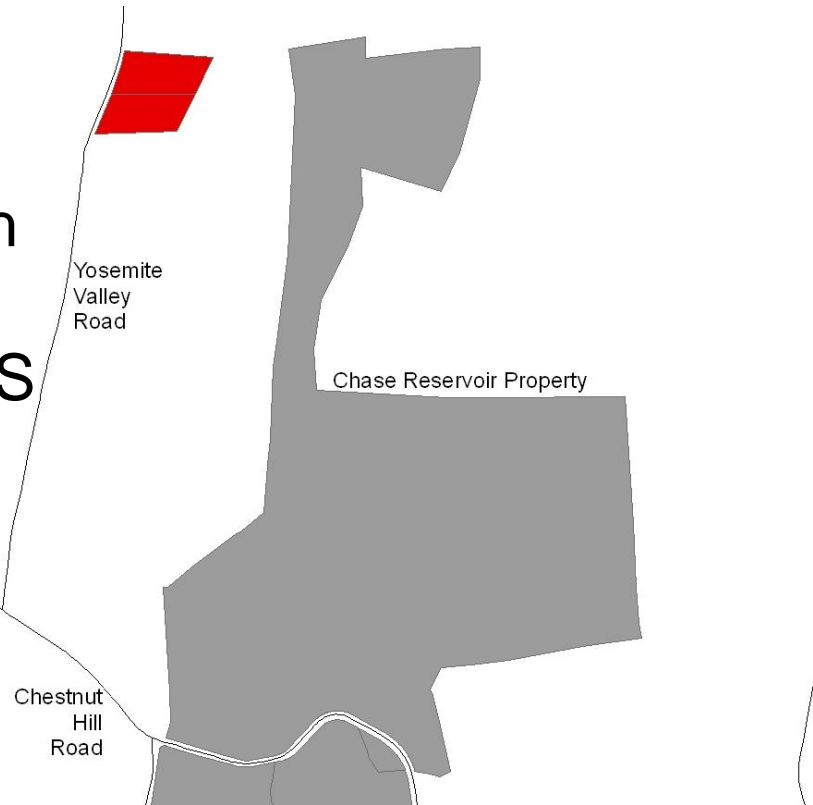 n
Yosemite
Valley
Road
s
Chase Reservoir Property
Chestnut
Hill
Road